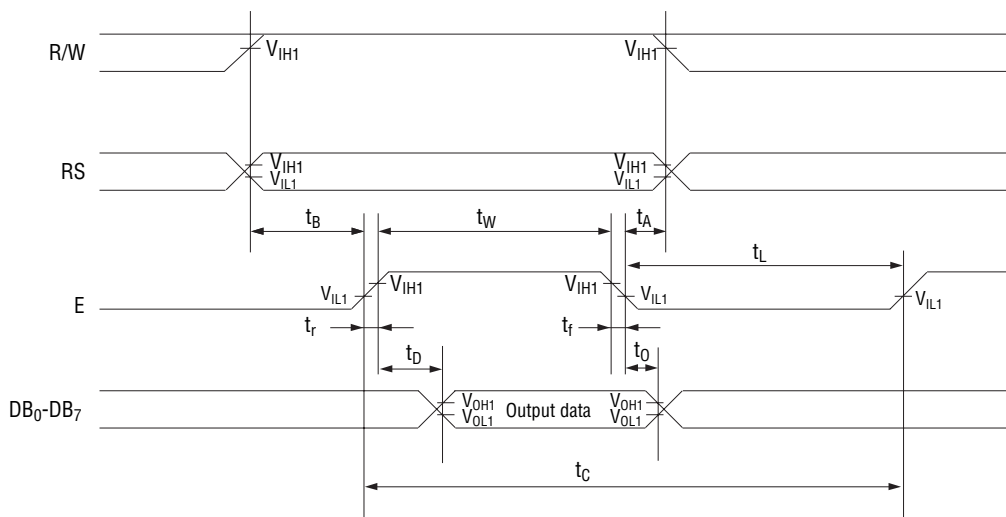 R/W
V_IH1 V_IH1
RS
V_IH1 V_IH1
V_IL1 V_IL1
t_B t_W t_A
t_L
E
V_IL1 V_IH1 V_IH1 V_IL1 V_IL1
t_r t_f
t_D t_O
DB_0-DB_7
V_OH1 Output data V_OH1
V_OL1 V_OL1
t_C